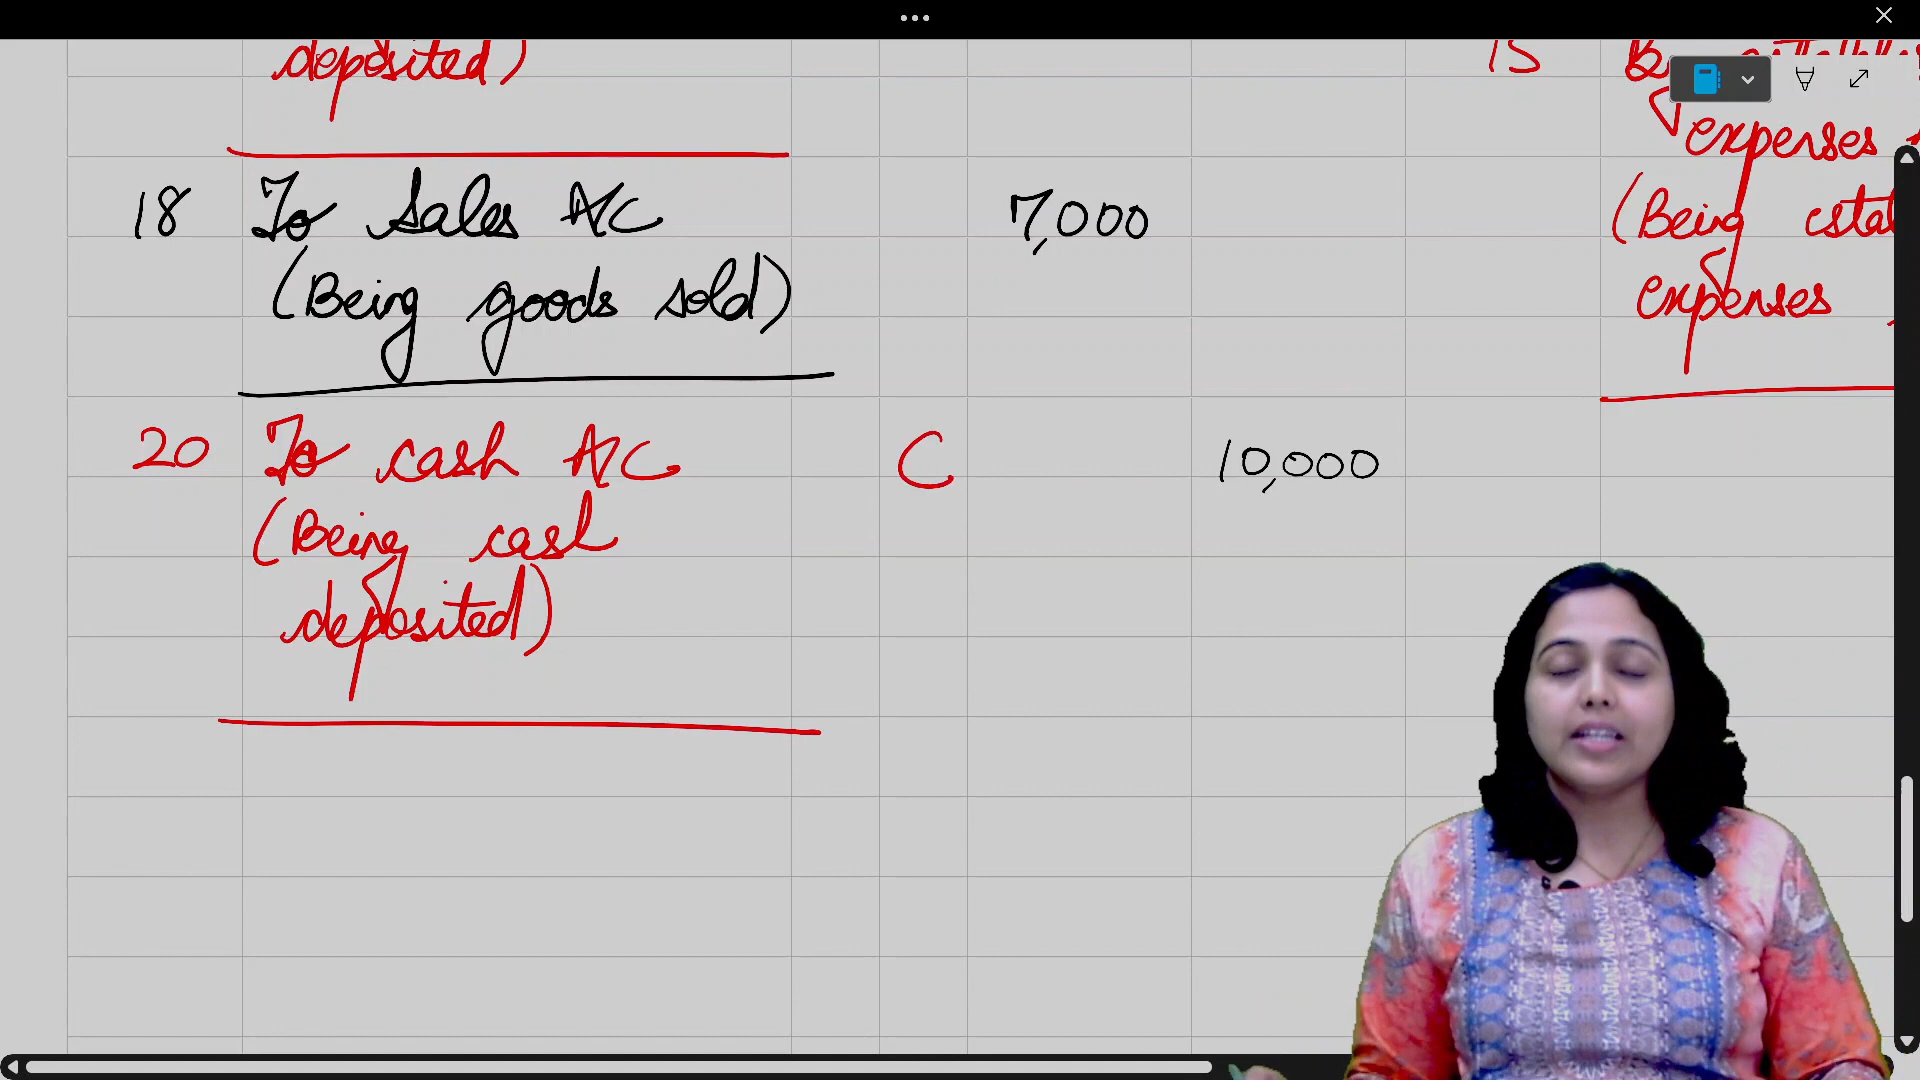 deposited)
18 To Sales A/C 7,000
(Being goods sold)
20 To cash A/C C 10,000
(Being cash
deposited)
15
expenses
(Being
expenses